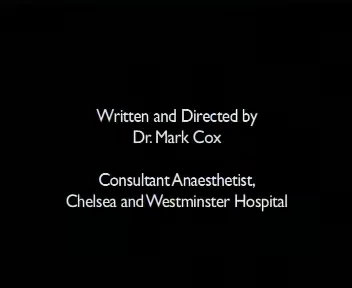 Written and Directed by
Dr. Mark Cox
Consultant Anaesthetist,
Chelsea and Westminster Hospital